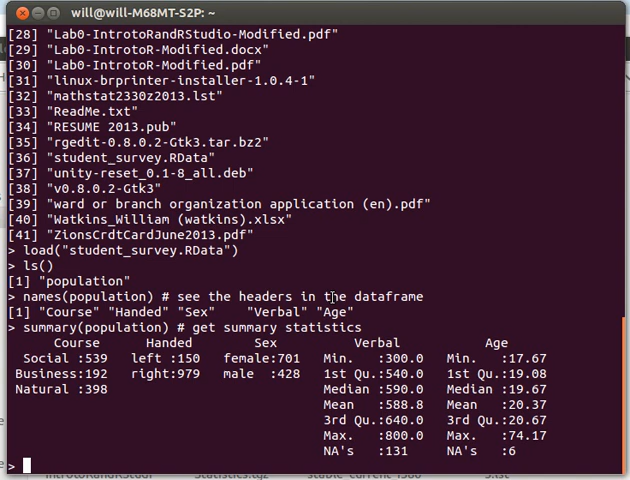 will@will-M68MT-S2P: ~
[28] "Lab0-IntrotoRandRStudio-Modified.pdf"
[29] "Lab0-IntrotoR-Modified.docx"
[30] "Lab0-IntrotoR-Modified.pdf"
[31] "linux-brprinter-installer-1.0.4-1"
[32] "mathstat2330z2013.lst"
[33] "ReadMe.txt"
[34] "RESUME 2013.pub"
[35] "rgedit-0.8.0.2-Gtk3.tar.bz2"
[36] "student_survey.RData"
[37] "unity-reset_0.1-8_all.deb"
[38] "v0.8.0.2-Gtk3"
[39] "ward or branch organization application (en).pdf"
[40] "Watkins_William (watkins).xlsx"
[41] "ZionsCrdtCardJune2013.pdf"
> load("student_survey.RData")
> ls()
[1] "population"
> names(population) # see the headers in the dataframe
[1] "Course" "Handed" "Sex"    "Verbal" "Age"
> summary(population) # get summary statistics
Course Handed Sex Verbal Age
Social :539 left :150 female:701 Min. :300.0 Min. :17.67
Business:192 right:979 male :428 1st Qu.:540.0 1st Qu.:19.08
Natural :398 Median :590.0 Median :19.67
Mean :588.8 Mean :20.37
3rd Qu.:640.0 3rd Qu.:20.67
Max. :800.0 Max. :74.17
NA's :131 NA's :6
>